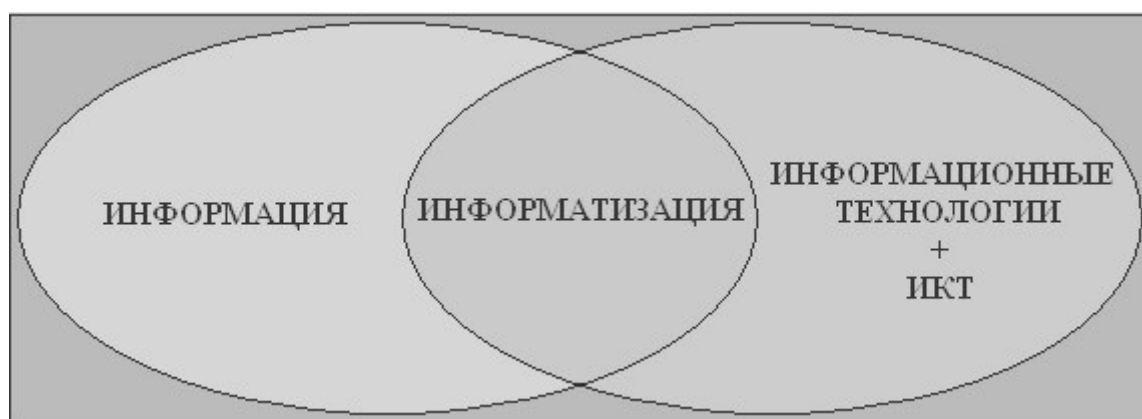 ИНФОРМАЦИЯ
ИНФОРМАТИЗАЦИЯ
ИНФОРМАЦИОННЫЕ
ТЕХНОЛОГИИ
+
ИКТ